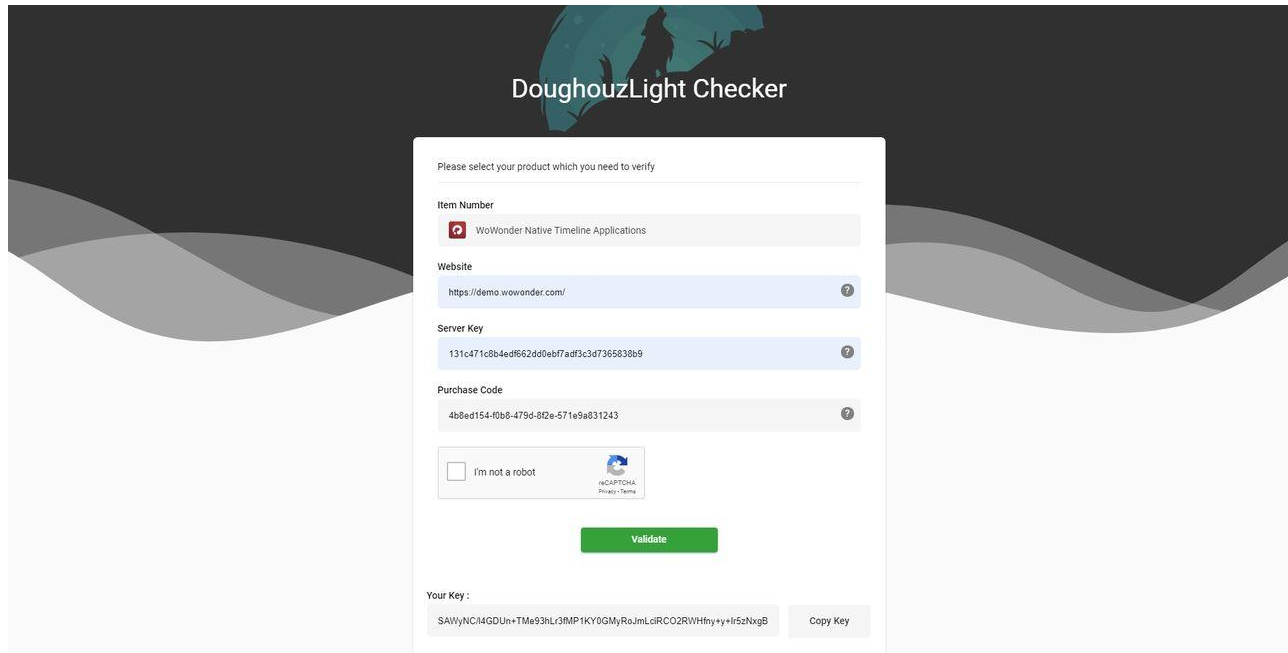 DoughouzLight Checker
Please select your product which you need to verify
Item Number
WoWonder Native Timeline Applications
Website
https://demo.wowonder.com/
?
Server Key
131c471c8b4edf662dd0ebf7adf3c3d7365838b9
?
Purchase Code
4b8ed154-f0b8-479d-8f2e-571e9a831243
?
I'm not a robot
reCAPTCHA
Privacy - Terms
Validate
Your Key :
SAWyNC/l4GDUn+TMe93hLr3fMP1KY0GMyRoJmLciRCO2RWHfny+y+Ir5zNxgB
Copy Key